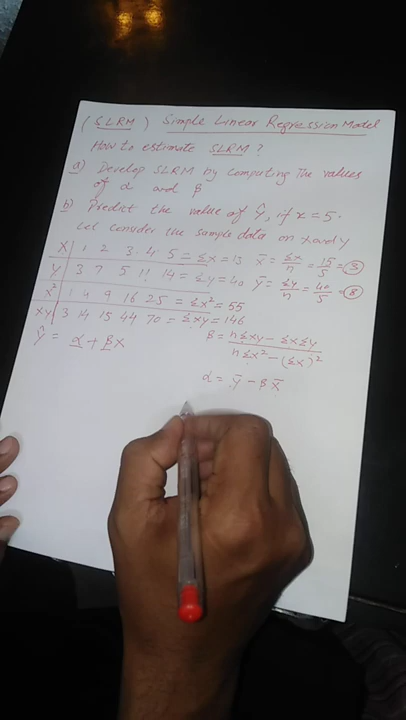 (SLRM) Simple Linear Regression Model
How to estimate SLRM?
a) Develop SLRM by computing the values
of α and β
b) Predict the value of Ŷ, if x = 5.
Let Consider the sample data on X and Y
X | 1 2 3 4 5 = Σx = 15 x̄ = Σx/n = 15/5 = 3
Y | 3 7 5 11 14 = Σy = 40 ȳ = Σy/n = 40/5 = 8
X² | 1 4 9 16 25 = Σx² = 55
XY | 3 14 15 44 70 = Σxy = 146
Ŷ = α + βX β = nΣxy - ΣxΣy / nΣx² - (Σx)²
α = ȳ - βx̄